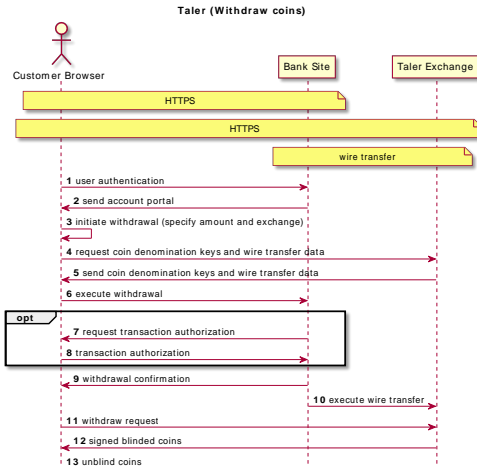 Taler (Withdraw coins)
Customer Browser
Bank Site
Taler Exchange
HTTPS
HTTPS
wire transfer
1 user authentication
2 send account portal
3 initiate withdrawal (specify amount and exchange)
4 request coin denomination keys and wire transfer data
5 send coin denomination keys and wire transfer data
6 execute withdrawal
opt
7 request transaction authorization
8 transaction authorization
9 withdrawal confirmation
10 execute wire transfer
11 withdraw request
12 signed blinded coins
13 unblind coins